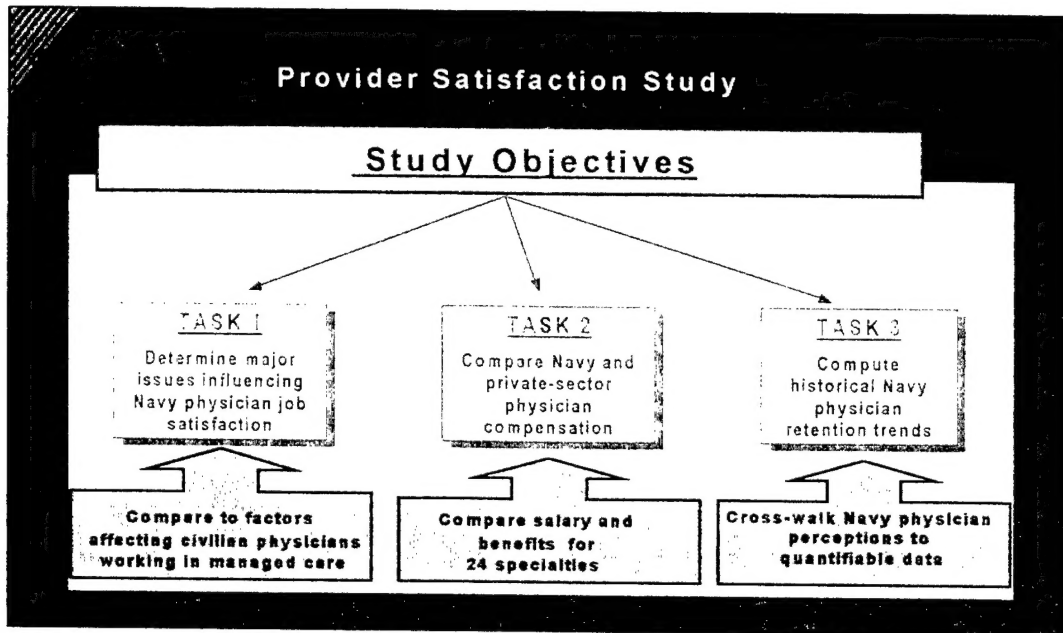 Provider Satisfaction Study
Study Objectives
TASK 1
Determine major
issues influencing
Navy physician job
satisfaction
Compare to factors
affecting civilian physicians
working in managed care
TASK 2
Compare Navy and
private-sector
physician
compensation
Compare salary and
benefits for
24 specialties
TASK 3
Compute
historical Navy
physician
retention trends
Cross-walk Navy physician
perceptions to
quantifiable data